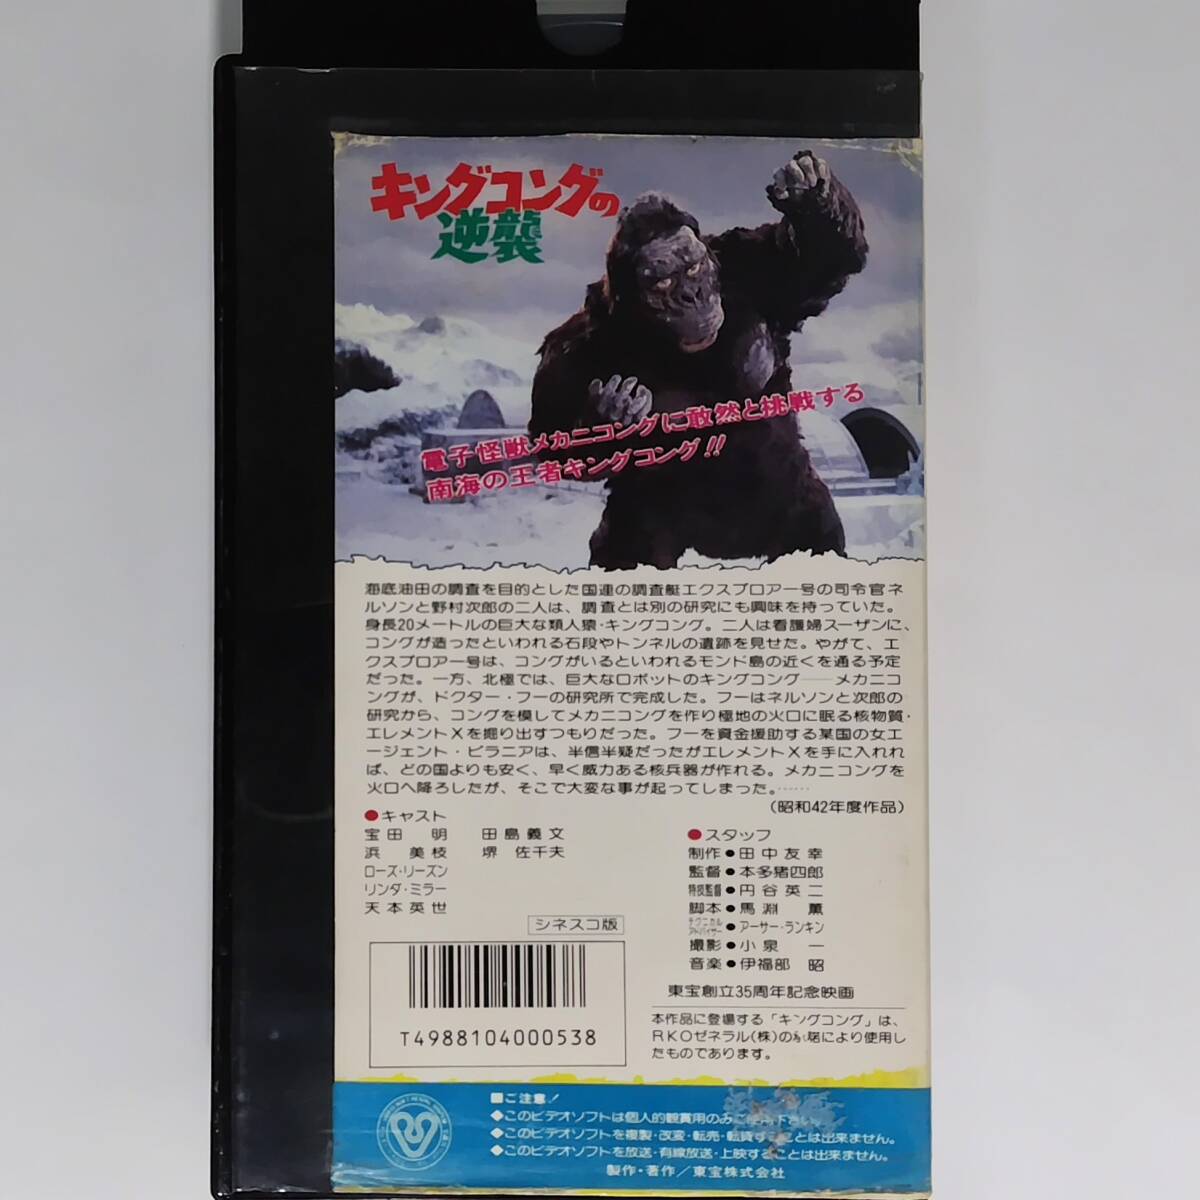 キングコングの
逆襲
電子怪獣メカニコングに敢然と挑戦する
南海の王者キングコング!!
海底油田の調査を目的とした国連の調査艇エクスプロアー号の司令官ネ
ルソンと野村次郎の二人は、調査とは別の研究にも興味を持っていた。
身長20メートルの巨大な類人猿・キングコング。二人は看護婦スーザンに、
コングが造ったといわれる石段やトンネルの遺跡を見せた。やがて、エ
クスプロアー号は、コングがいるといわれるモンド島の近くを通る予定
だった。一方、北極では、巨大なロボットのキングコング――メカニコ
ングが、ドクター・フーの研究所で完成した。フーはネルソンと次郎の
研究から、コングを模してメカニコングを作り極地の火口に眠る核物質・
エレメントXを掘り出すつもりだった。フーを資金援助する某国の女エ
ージェント・ピラニアは、半信半疑だったがエレメントXを手に入れれ
ば、どの国よりも安く、早く威力ある核兵器が作れる。メカニコングを
火口へ降ろしたが、そこで大変な事が起ってしまった。……
(昭和42年度作品)
●キャスト
宝田 明 田島義文
浜 美枝 堺 佐千夫
ローズ・リーズン
リンダ・ミラー
天本英世
●スタッフ
制作●田中友幸
監督●本多猪四郎
特技監督●円谷英二
脚本●馬淵 薫
テクニカル
アドバイザー●アーサー・ランキン
撮影●小泉 一
音楽●伊福部 昭
シネスコ版
T4988104000538
東宝創立35周年記念映画
本作品に登場する「キングコング」は、
RKOゼネラル(株)の承諾により使用し
たものであります。
■ご注意!
◆このビデオソフトは個人的観賞用のみご使用下さい。
◆このビデオソフトを複製・改変・転売・転貸することは出来ません。
◆このビデオソフトを放送・有線放送・上映することは出来ません。
製作・著作/東宝株式会社